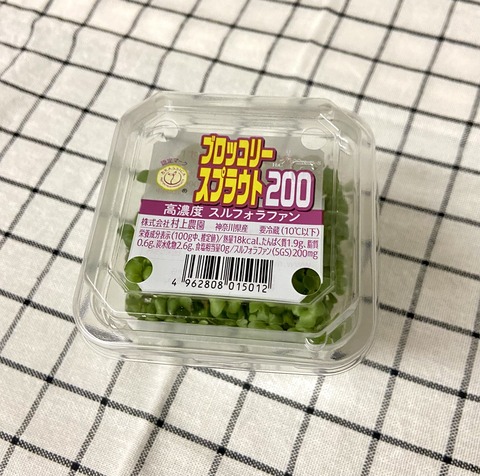 ブロッコリー
スプラウト200
高濃度 スルフォラファン
株式会社村上農園 神奈川県産 要冷蔵(10℃以下)
栄養成分表示(100g中、推定値)/熱量18kcal、たんぱく質1.9g、脂質
0.6g、炭水化物2.6g、食塩相当量0g/スルフォラファン(SGS)200mg
4 962808 015012